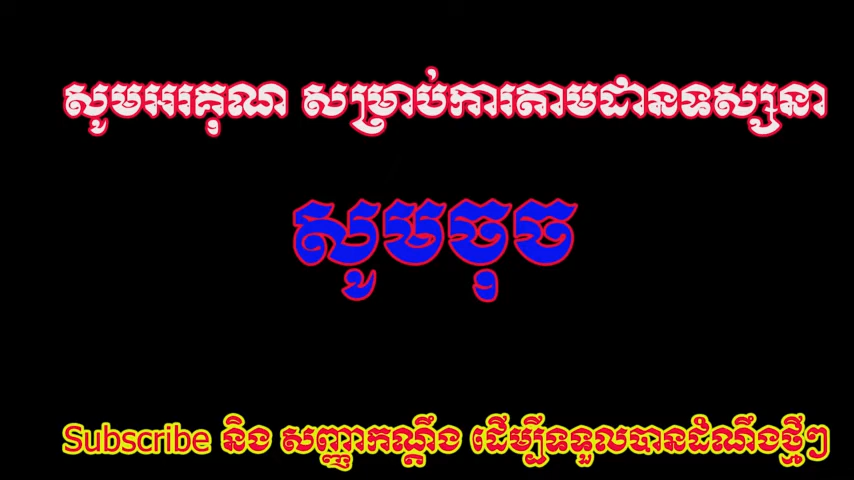 សូមអរគុណ សម្រាប់ការតាមដានទស្សនា
សូមចុច
Subscribe និង សញ្ញាកណ្ដឹង ដើម្បីទទួលបានដំណឹងថ្មីៗ